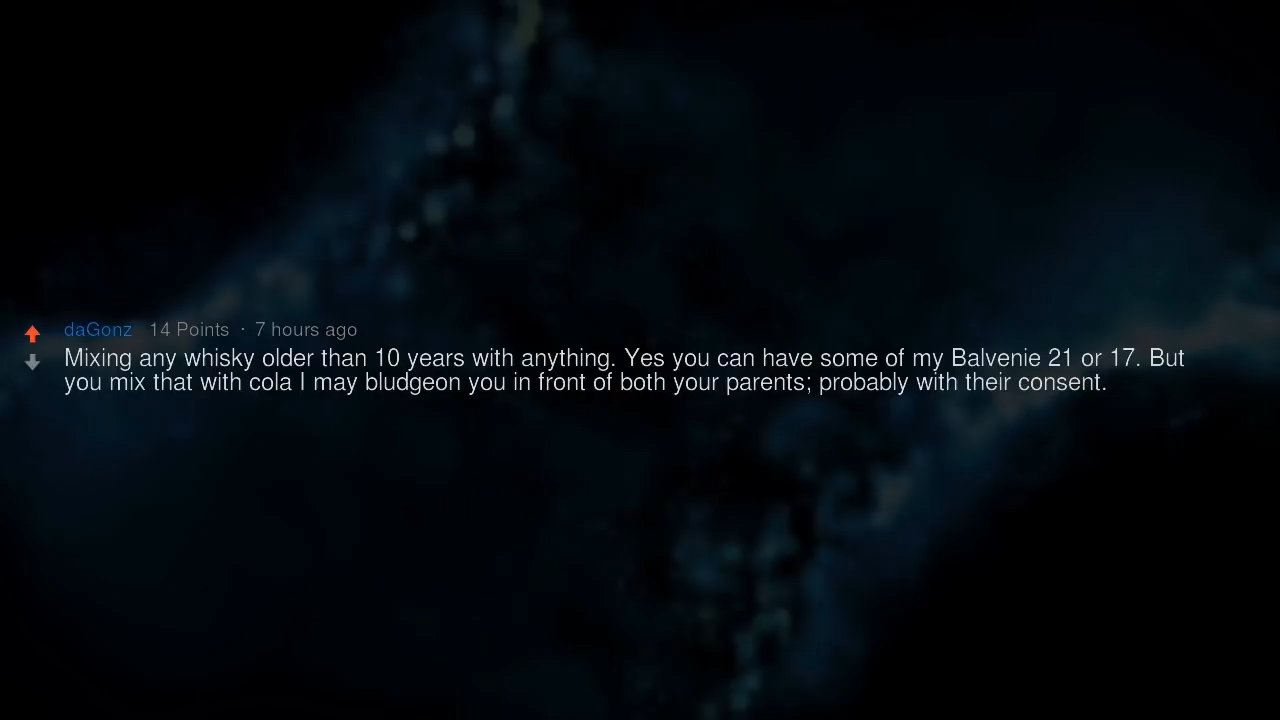 daGonz 14 Points · 7 hours ago
Mixing any whisky older than 10 years with anything. Yes you can have some of my Balvenie 21 or 17. But
you mix that with cola I may bludgeon you in front of both your parents; probably with their consent.